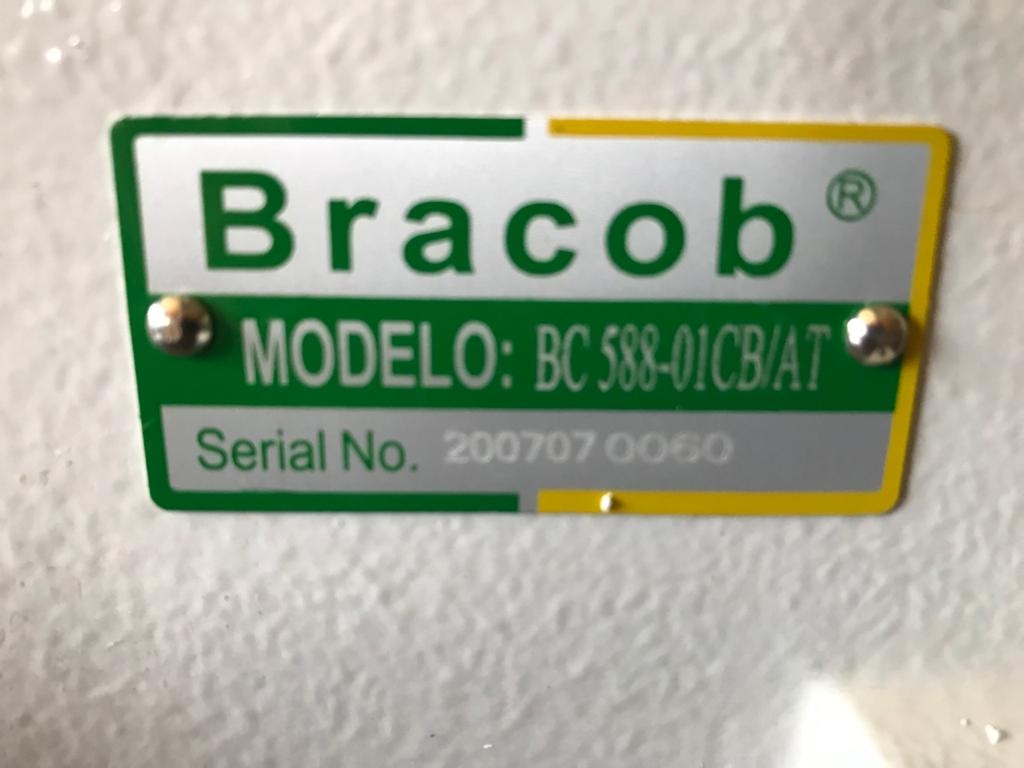 Bracob®
MODELO: BC 588-01CB/AT
Serial No. 200707 0060